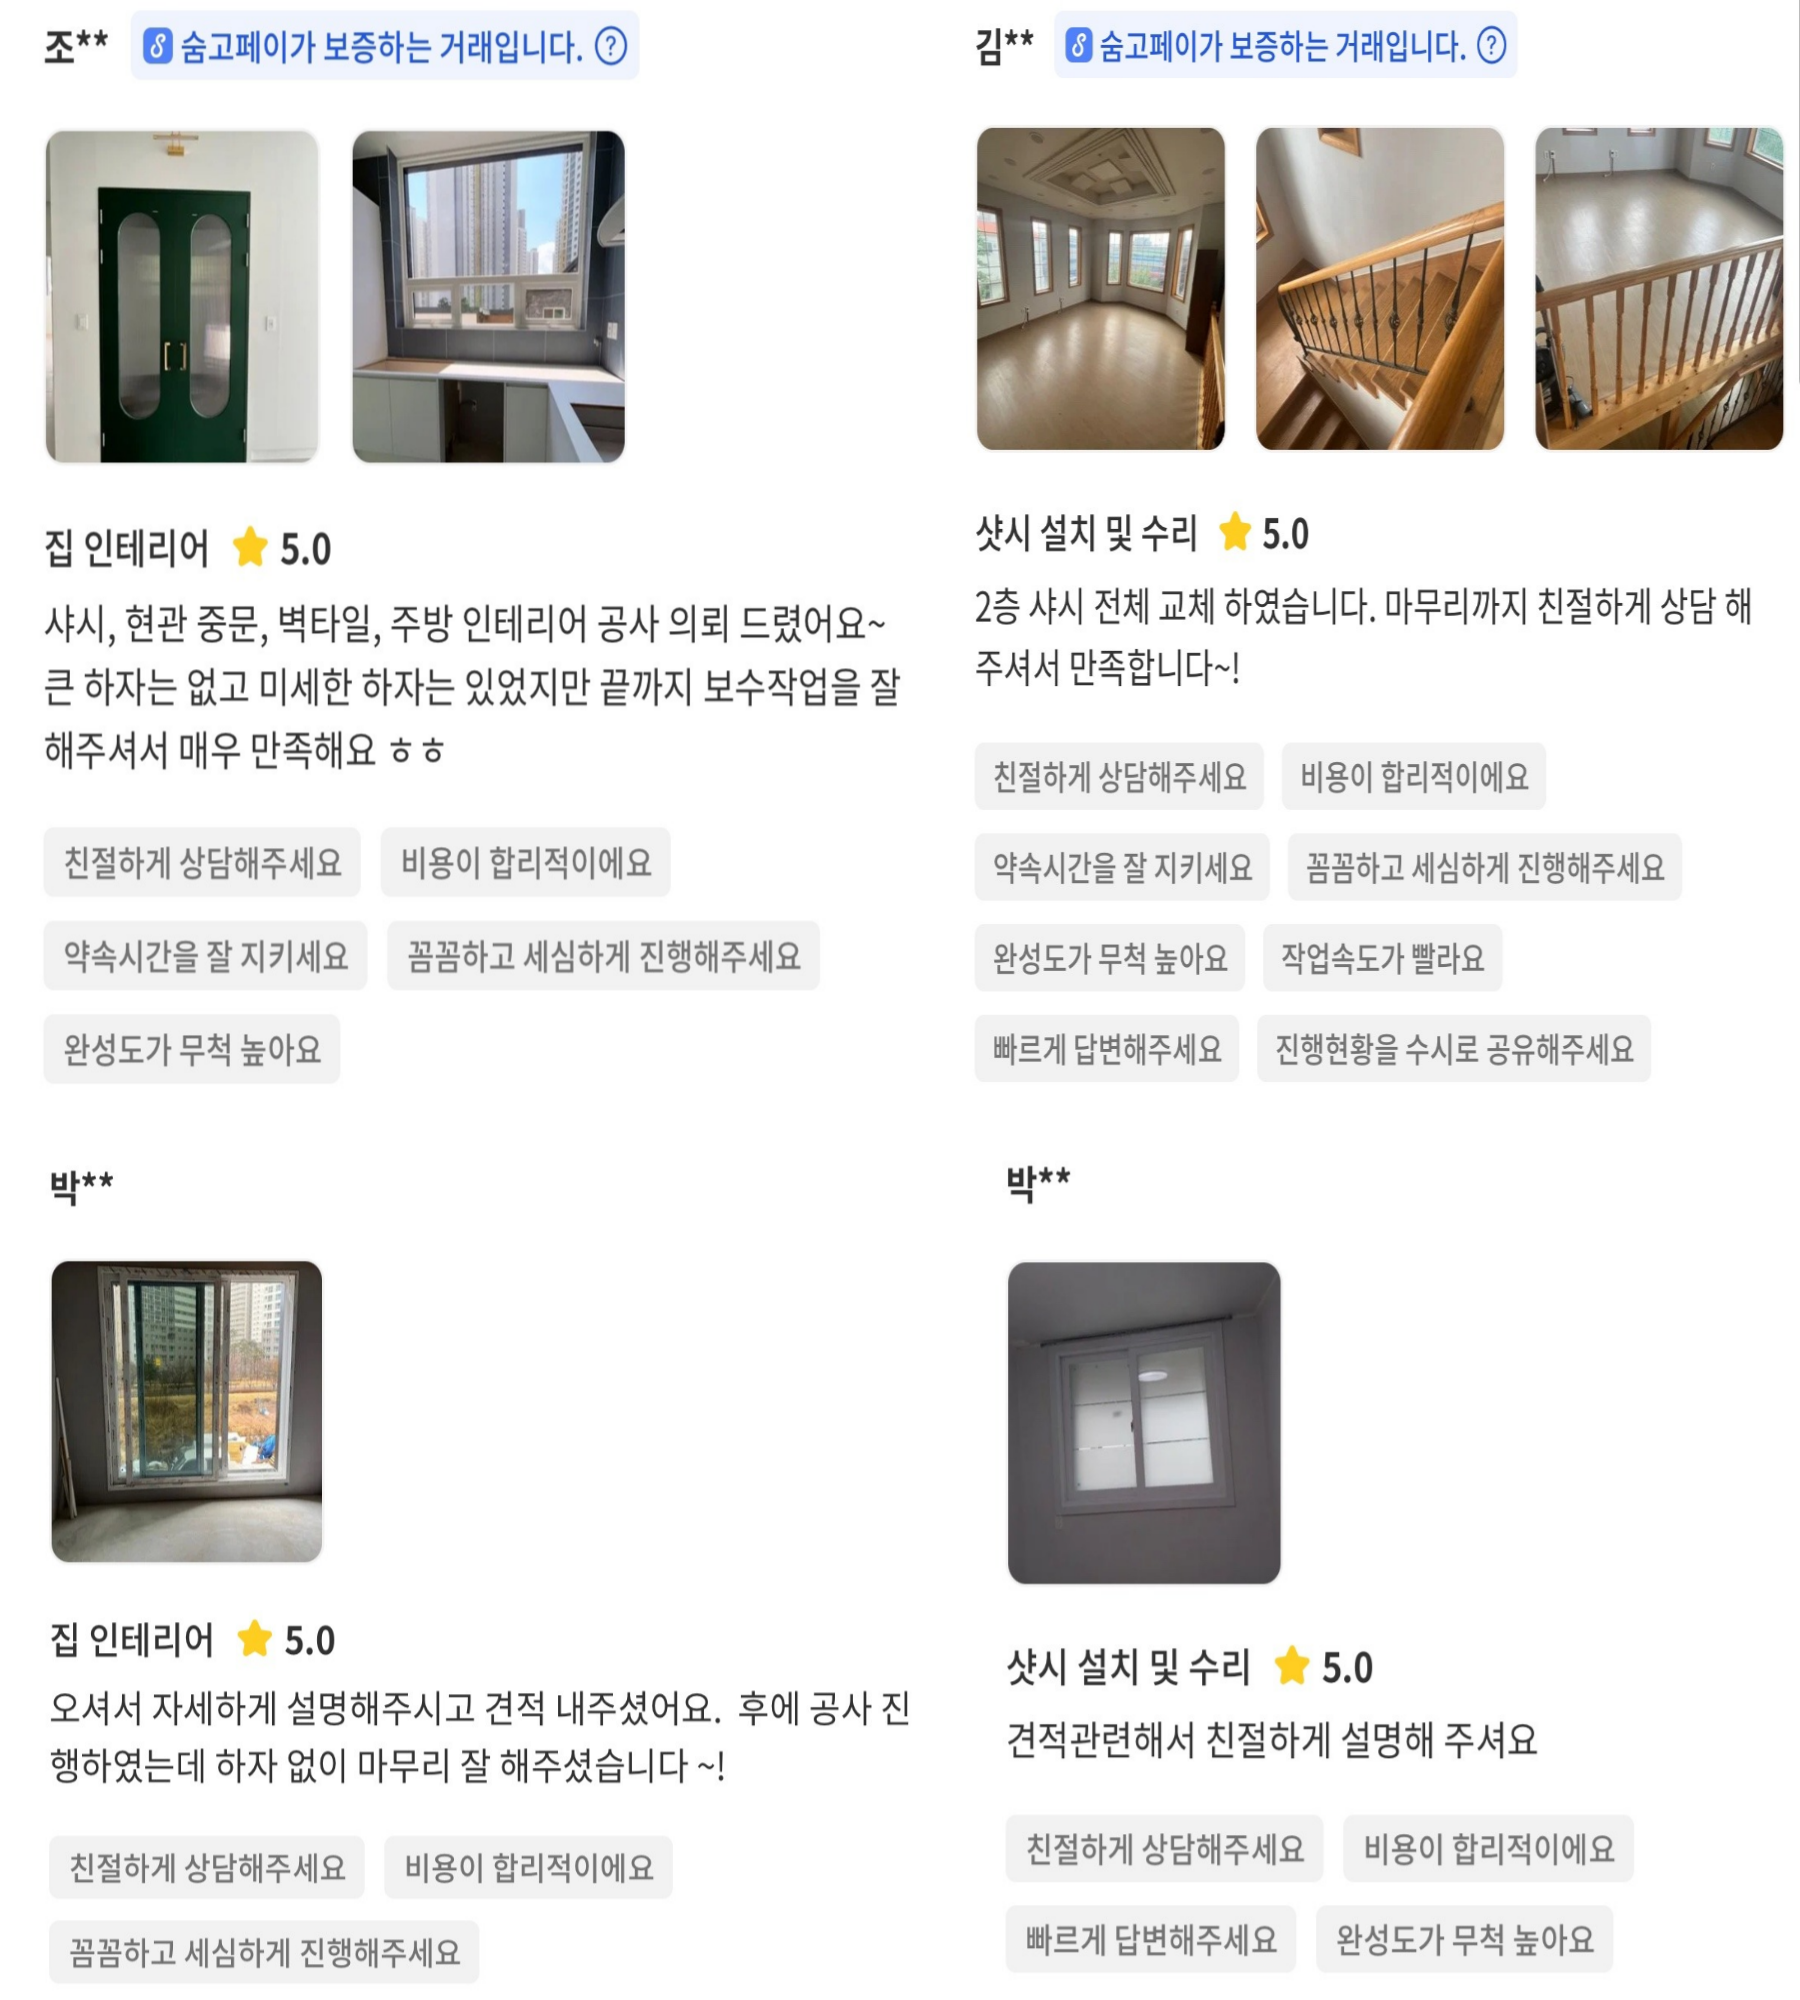 조** 숨고페이가 보증하는 거래입니다. ?
집 인테리어 5.0
샤시, 현관 중문, 벽타일, 주방 인테리어 공사 의뢰 드렸어요~
큰 하자는 없고 미세한 하자는 있었지만 끝까지 보수작업을 잘
해주셔서 매우 만족해요 ㅎㅎ
친절하게 상담해주세요 비용이 합리적이에요
약속시간을 잘 지키세요 꼼꼼하고 세심하게 진행해주세요
완성도가 무척 높아요
김** 숨고페이가 보증하는 거래입니다. ?
샷시 설치 및 수리 5.0
2층 샤시 전체 교체 하였습니다. 마무리까지 친절하게 상담 해
주셔서 만족합니다~!
친절하게 상담해주세요 비용이 합리적이에요
약속시간을 잘 지키세요 꼼꼼하고 세심하게 진행해주세요
완성도가 무척 높아요 작업속도가 빨라요
빠르게 답변해주세요 진행현황을 수시로 공유해주세요
박**
집 인테리어 5.0
오셔서 자세하게 설명해주시고 견적 내주셨어요. 후에 공사 진
행하였는데 하자 없이 마무리 잘 해주셨습니다 ~!
친절하게 상담해주세요 비용이 합리적이에요
꼼꼼하고 세심하게 진행해주세요
박**
샷시 설치 및 수리 5.0
견적관련해서 친절하게 설명해 주셔요
친절하게 상담해주세요 비용이 합리적이에요
빠르게 답변해주세요 완성도가 무척 높아요